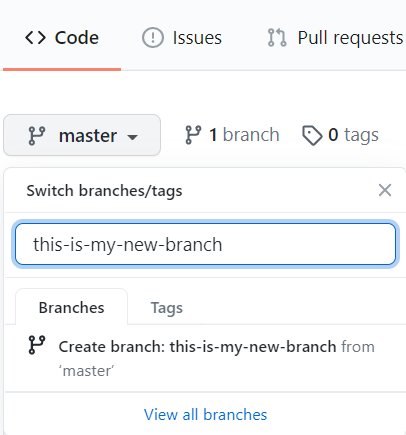 Code Issues Pull requests
master 1 branch 0 tags
Switch branches/tags
this-is-my-new-branch
Branches Tags
Create branch: this-is-my-new-branch from
‘master’
View all branches